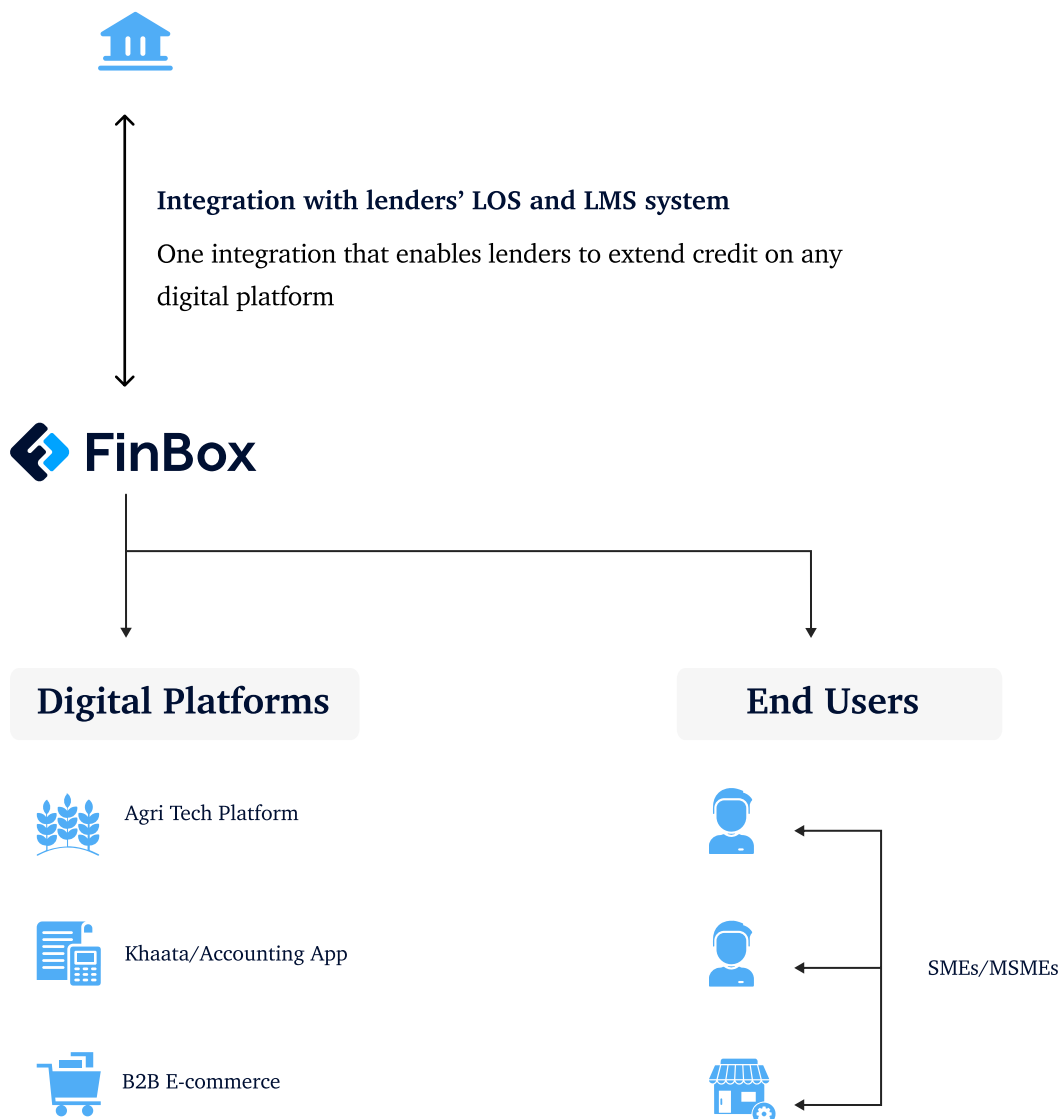 Integration with lenders’ LOS and LMS system
One integration that enables lenders to extend credit on any
digital platform
FinBox
Digital Platforms
End Users
Agri Tech Platform
Khaata/Accounting App
SMEs/MSMEs
B2B E-commerce